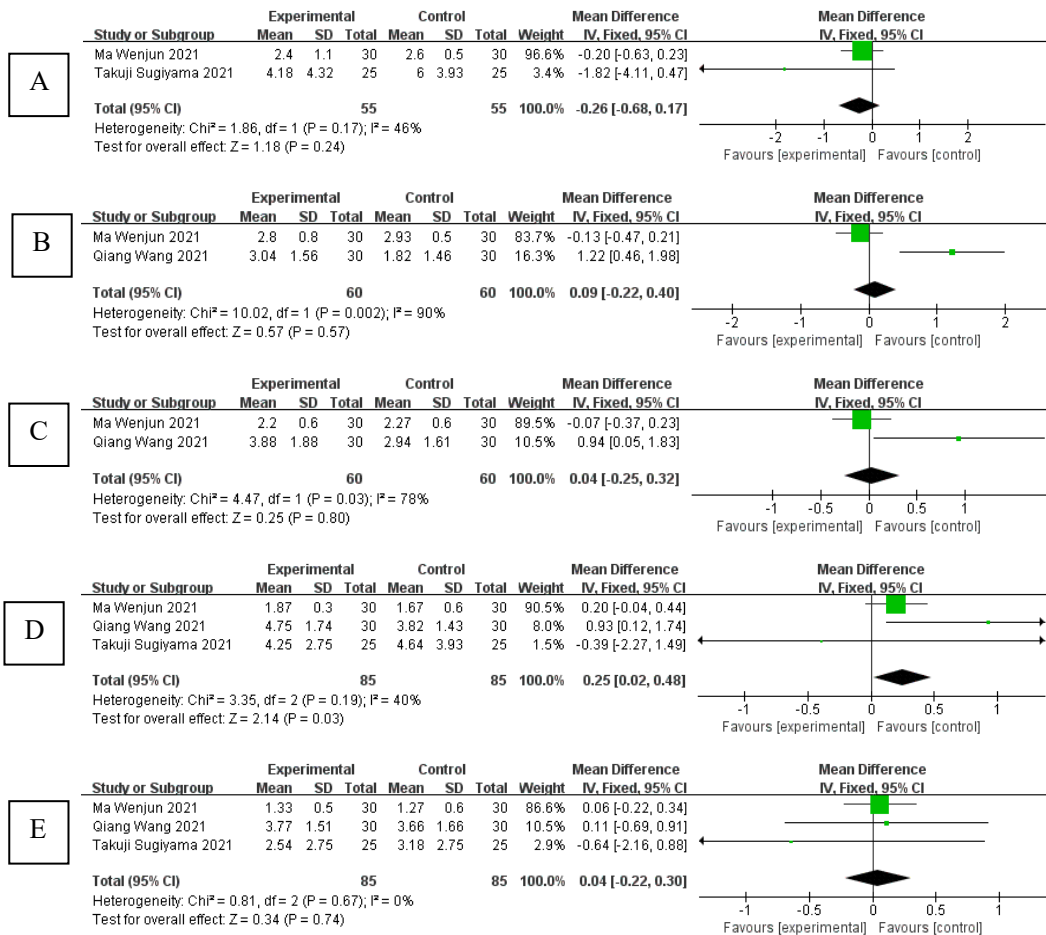 A
Experimental Control Mean Difference Mean Difference
Study or Subgroup Mean SD Total Mean SD Total Weight IV, Fixed, 95% CI IV, Fixed, 95% CI
Ma Wenjun 2021 2.4 1.1 30 2.6 0.5 30 96.6% -0.20 [-0.63, 0.23]
Takuji Sugiyama 2021 4.18 4.32 25 6 3.93 25 3.4% -1.82 [-4.11, 0.47]
Total (95% CI) 55 55 100.0% -0.26 [-0.68, 0.17]
Heterogeneity: Chi² = 1.86, df = 1 (P = 0.17); I² = 46%
Test for overall effect: Z = 1.18 (P = 0.24)
-2 -1 0 1 2
Favours [experimental] Favours [control]
B
Experimental Control Mean Difference Mean Difference
Study or Subgroup Mean SD Total Mean SD Total Weight IV, Fixed, 95% CI IV, Fixed, 95% CI
Ma Wenjun 2021 2.8 0.8 30 2.93 0.5 30 83.7% -0.13 [-0.47, 0.21]
Qiang Wang 2021 3.04 1.56 30 1.82 1.46 30 16.3% 1.22 [0.46, 1.98]
Total (95% CI) 60 60 100.0% 0.09 [-0.22, 0.40]
Heterogeneity: Chi² = 10.02, df = 1 (P = 0.002); I² = 90%
Test for overall effect: Z = 0.57 (P = 0.57)
-2 -1 0 1 2
Favours [experimental] Favours [control]
C
Experimental Control Mean Difference Mean Difference
Study or Subgroup Mean SD Total Mean SD Total Weight IV, Fixed, 95% CI IV, Fixed, 95% CI
Ma Wenjun 2021 2.2 0.6 30 2.27 0.6 30 89.5% -0.07 [-0.37, 0.23]
Qiang Wang 2021 3.88 1.88 30 2.94 1.61 30 10.5% 0.94 [0.05, 1.83]
Total (95% CI) 60 60 100.0% 0.04 [-0.25, 0.32]
Heterogeneity: Chi² = 4.47, df = 1 (P = 0.03); I² = 78%
Test for overall effect: Z = 0.25 (P = 0.80)
-1 -0.5 0 0.5 1
Favours [experimental] Favours [control]
D
Experimental Control Mean Difference Mean Difference
Study or Subgroup Mean SD Total Mean SD Total Weight IV, Fixed, 95% CI IV, Fixed, 95% CI
Ma Wenjun 2021 1.87 0.3 30 1.67 0.6 30 90.5% 0.20 [-0.04, 0.44]
Qiang Wang 2021 4.75 1.74 30 3.82 1.43 30 8.0% 0.93 [0.12, 1.74]
Takuji Sugiyama 2021 4.25 2.75 25 4.64 3.93 25 1.5% -0.39 [-2.27, 1.49]
Total (95% CI) 85 85 100.0% 0.25 [0.02, 0.48]
Heterogeneity: Chi² = 3.35, df = 2 (P = 0.19); I² = 40%
Test for overall effect: Z = 2.14 (P = 0.03)
-1 -0.5 0 0.5 1
Favours [experimental] Favours [control]
E
Experimental Control Mean Difference Mean Difference
Study or Subgroup Mean SD Total Mean SD Total Weight IV, Fixed, 95% CI IV, Fixed, 95% CI
Ma Wenjun 2021 1.33 0.5 30 1.27 0.6 30 86.6% 0.06 [-0.22, 0.34]
Qiang Wang 2021 3.77 1.51 30 3.66 1.66 30 10.5% 0.11 [-0.69, 0.91]
Takuji Sugiyama 2021 2.54 2.75 25 3.18 2.75 25 2.9% -0.64 [-2.16, 0.88]
Total (95% CI) 85 85 100.0% 0.04 [-0.22, 0.30]
Heterogeneity: Chi² = 0.81, df = 2 (P = 0.67); I² = 0%
Test for overall effect: Z = 0.34 (P = 0.74)
-1 -0.5 0 0.5 1
Favours [experimental] Favours [control]